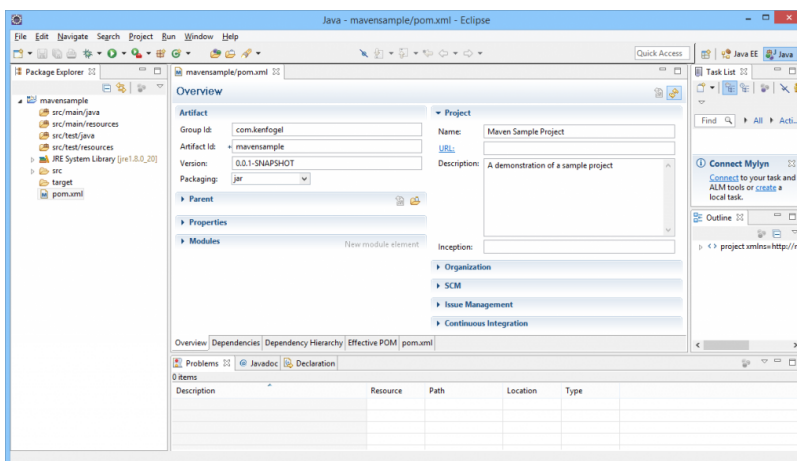 Java - mavensample/pom.xml - Eclipse
File Edit Navigate Search Project Run Window Help
Quick Access
Java EE
Java
Package Explorer
mavensample
src/main/java
src/main/resources
src/test/java
src/test/resources
JRE System Library [jre1.8.0_20]
src
target
pom.xml
mavensample/pom.xml
Overview
Artifact
Group Id: com.kenfogel
Artifact Id: mavensample
Version: 0.0.1-SNAPSHOT
Packaging: jar
Parent
Properties
Modules
New module element
Project
Name: Maven Sample Project
URL:
Description: A demonstration of a sample project
Inception:
Organization
SCM
Issue Management
Continuous Integration
Overview Dependencies Dependency Hierarchy Effective POM pom.xml
Task List
Find All Acti...
Connect Mylyn
Connect to your task and
ALM tools or create a
local task.
Outline
project xmlns=http://
Problems Javadoc Declaration
0 items
Description Resource Path Location Type